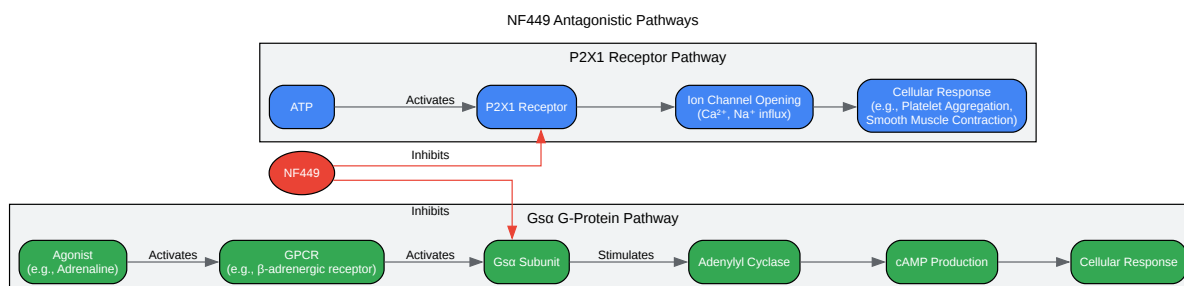 NF449 Antagonistic Pathways
P2X1 Receptor Pathway
ATP
Activates
P2X1 Receptor
Ion Channel Opening
(Ca²⁺, Na⁺ influx)
Cellular Response
(e.g., Platelet Aggregation,
Smooth Muscle Contraction)
Inhibits
NF449
Inhibits
Gsα G-Protein Pathway
Agonist
(e.g., Adrenaline)
Activates
GPCR
(e.g., β-adrenergic receptor)
Activates
Gsα Subunit
Stimulates
Adenylyl Cyclase
cAMP Production
Cellular Response